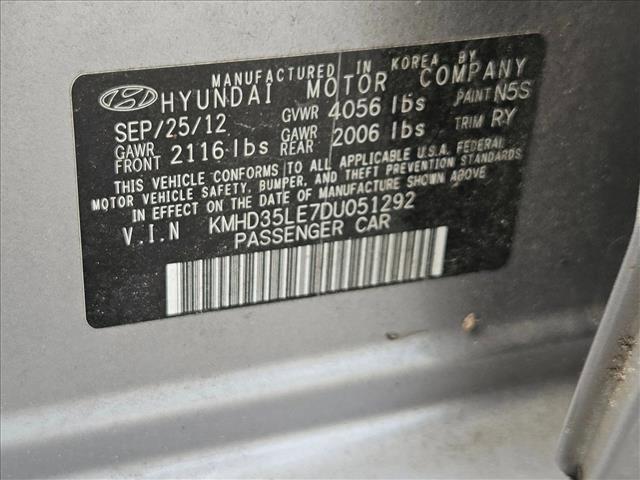 MANUFACTURED IN KOREA BY
HYUNDAI MOTOR COMPANY
SEP/25/12 GVWR 4056 lbs PAINT N5S
GAWR FRONT 2116 lbs GAWR REAR 2006 lbs TRIM RY
THIS VEHICLE CONFORMS TO ALL APPLICABLE U.S.A. FEDERAL
MOTOR VEHICLE SAFETY, BUMPER, AND THEFT PREVENTION STANDARDS
IN EFFECT ON THE DATE OF MANUFACTURE SHOWN ABOVE
V.I.N KMHD35LE7DU051292
PASSENGER CAR